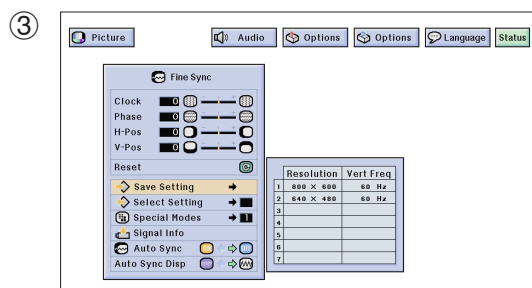 ③
Picture Audio Options Options Language Status
Fine Sync
Clock 0
Phase 0
H-Pos 0
V-Pos 0
Reset
Save Setting
Select Setting
Special Modes 1
Signal Info
Auto Sync
Auto Sync Disp
Resolution Vert Freq
1 800 × 600 60 Hz
2 640 × 480 60 Hz
3
4
5
6
7